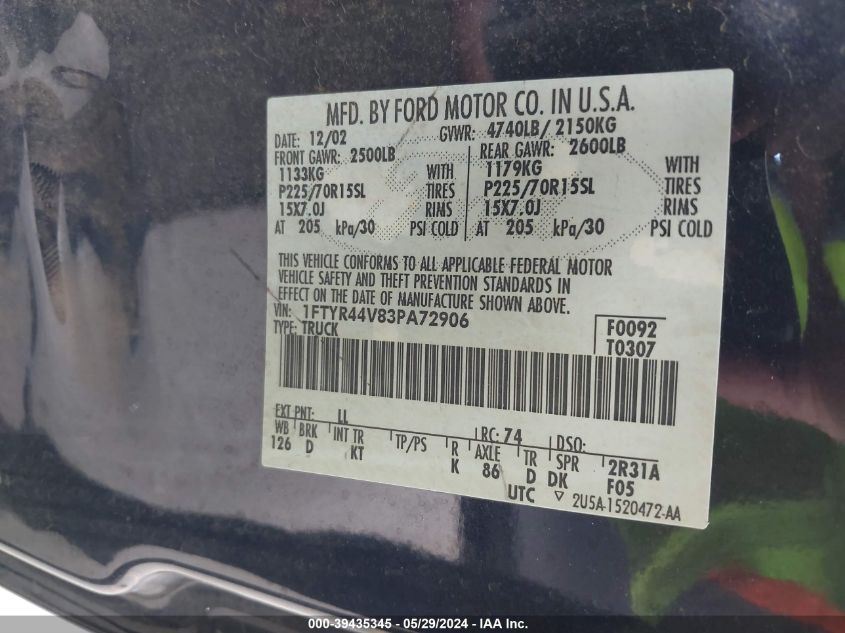 MFD. BY FORD MOTOR CO. IN U.S.A.
DATE: 12/02 GVWR: 4740LB/ 2150KG
FRONT GAWR: 2500LB REAR GAWR: 2600LB
1133KG WITH 1179KG WITH
P225/70R15SL TIRES P225/70R15SL TIRES
15X7.0J RIMS 15X7.0J RIMS
AT 205 kPa/30 PSI COLD AT 205 kPa/30 PSI COLD
THIS VEHICLE CONFORMS TO ALL APPLICABLE FEDERAL MOTOR
VEHICLE SAFETY AND THEFT PREVENTION STANDARDS IN
EFFECT ON THE DATE OF MANUFACTURE SHOWN ABOVE.
VIN: 1FTYR44V83PA72906 F0092
TYPE: TRUCK T0307
EXT PNT: LL RC: 74 DSO:
WB BRK INT TR TP/PS R AXLE TR SPR 2R31A
126 D KT K 86 D DK F05
UTC ▽ 2U5A-1520472-AA
000-39435345 | 05/29/2024 | IAA Inc.